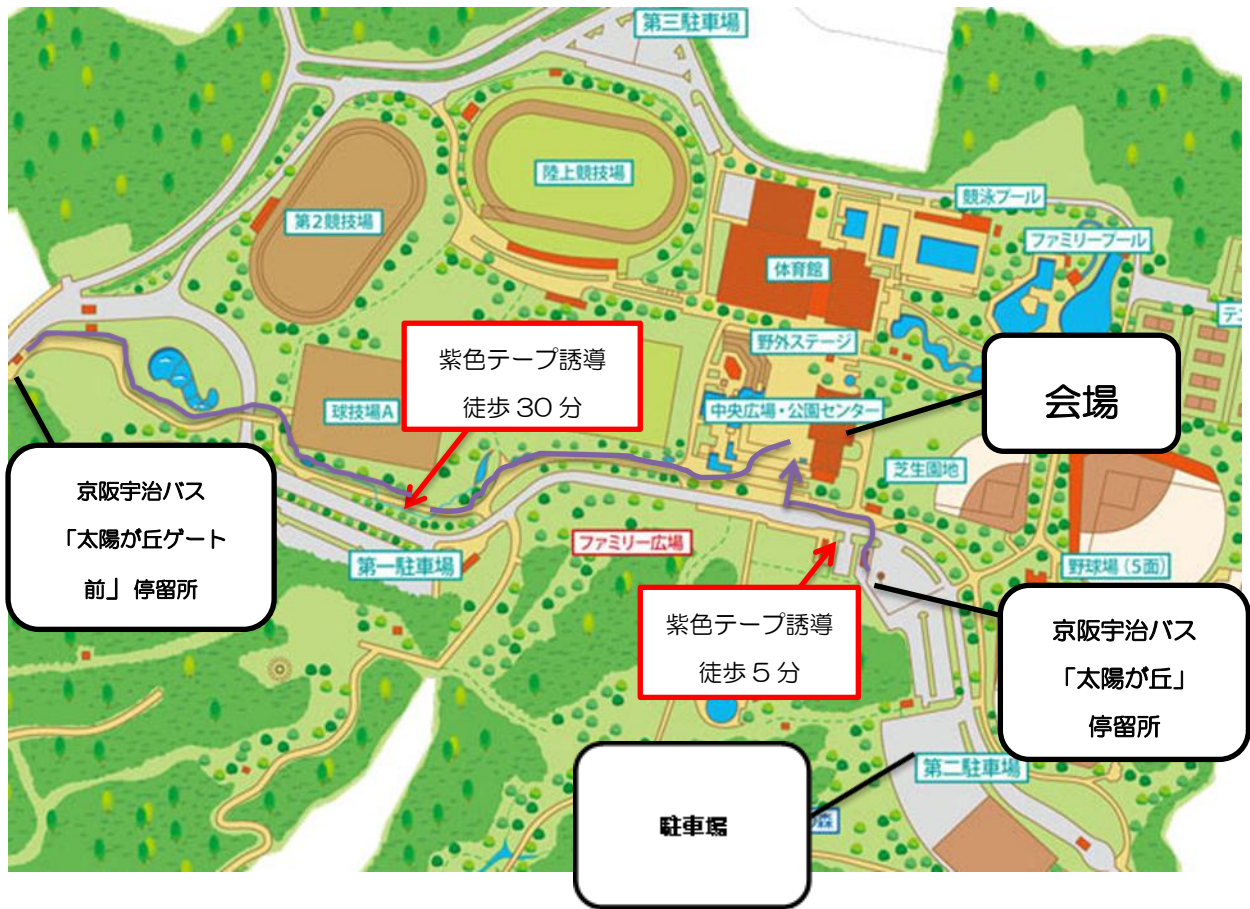 第三駐車場
陸上競技場
第2競技場
競泳プール
ファミリープール
体育館
テニ
紫色テープ誘導
徒歩30分
野外ステージ
会場
球技場A
中央広場・公園センター
芝生園地
京阪宇治バス
「太陽が丘ゲート
前」停留所
第一駐車場
ファミリー広場
野球場(5面)
紫色テープ誘導
徒歩5分
京阪宇治バス
「太陽が丘」
停留所
第二駐車場
駐車場